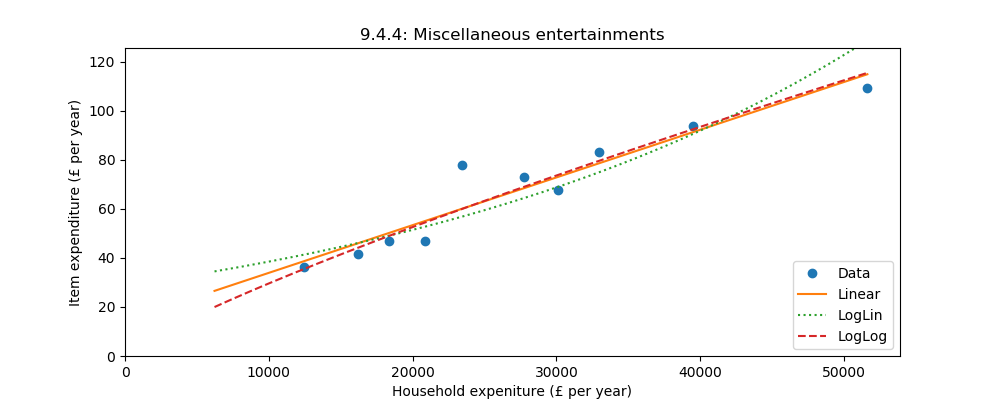 9.4.4: Miscellaneous entertainments
Item expenditure (£ per year)
120
100
80
60
40
20
0
0 10000 20000 30000 40000 50000
Household expeniture (£ per year)
Data
Linear
LogLin
LogLog